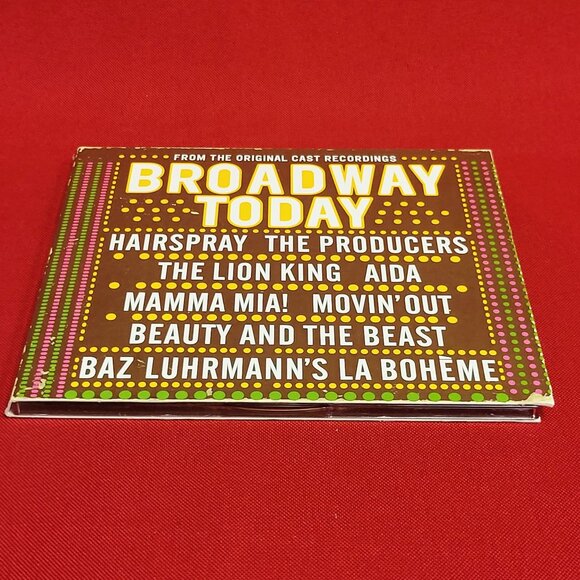 FROM THE ORIGINAL CAST RECORDINGS
BROADWAY
TODAY
HAIRSPRAY THE PRODUCERS
THE LION KING AIDA
MAMMA MIA! MOVIN' OUT
BEAUTY AND THE BEAST
BAZ LUHRMANN'S LA BOHÈME